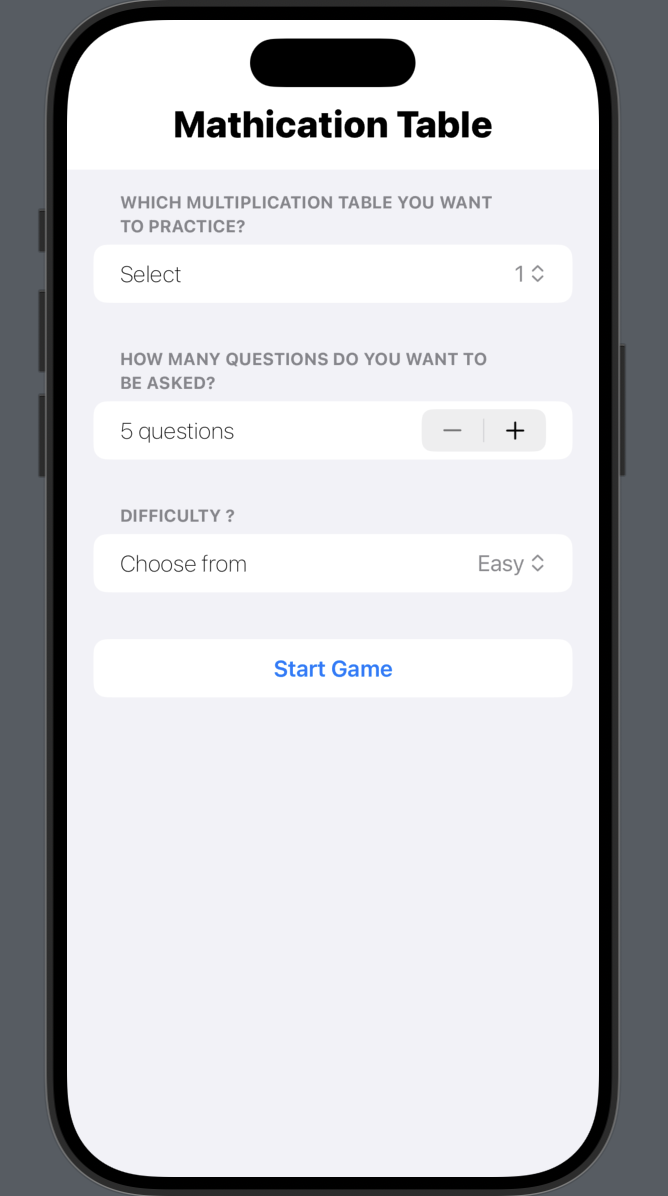 Mathication Table
WHICH MULTIPLICATION TABLE YOU WANT
TO PRACTICE?
Select 1
HOW MANY QUESTIONS DO YOU WANT TO
BE ASKED?
5 questions − +
DIFFICULTY ?
Choose from Easy
Start Game